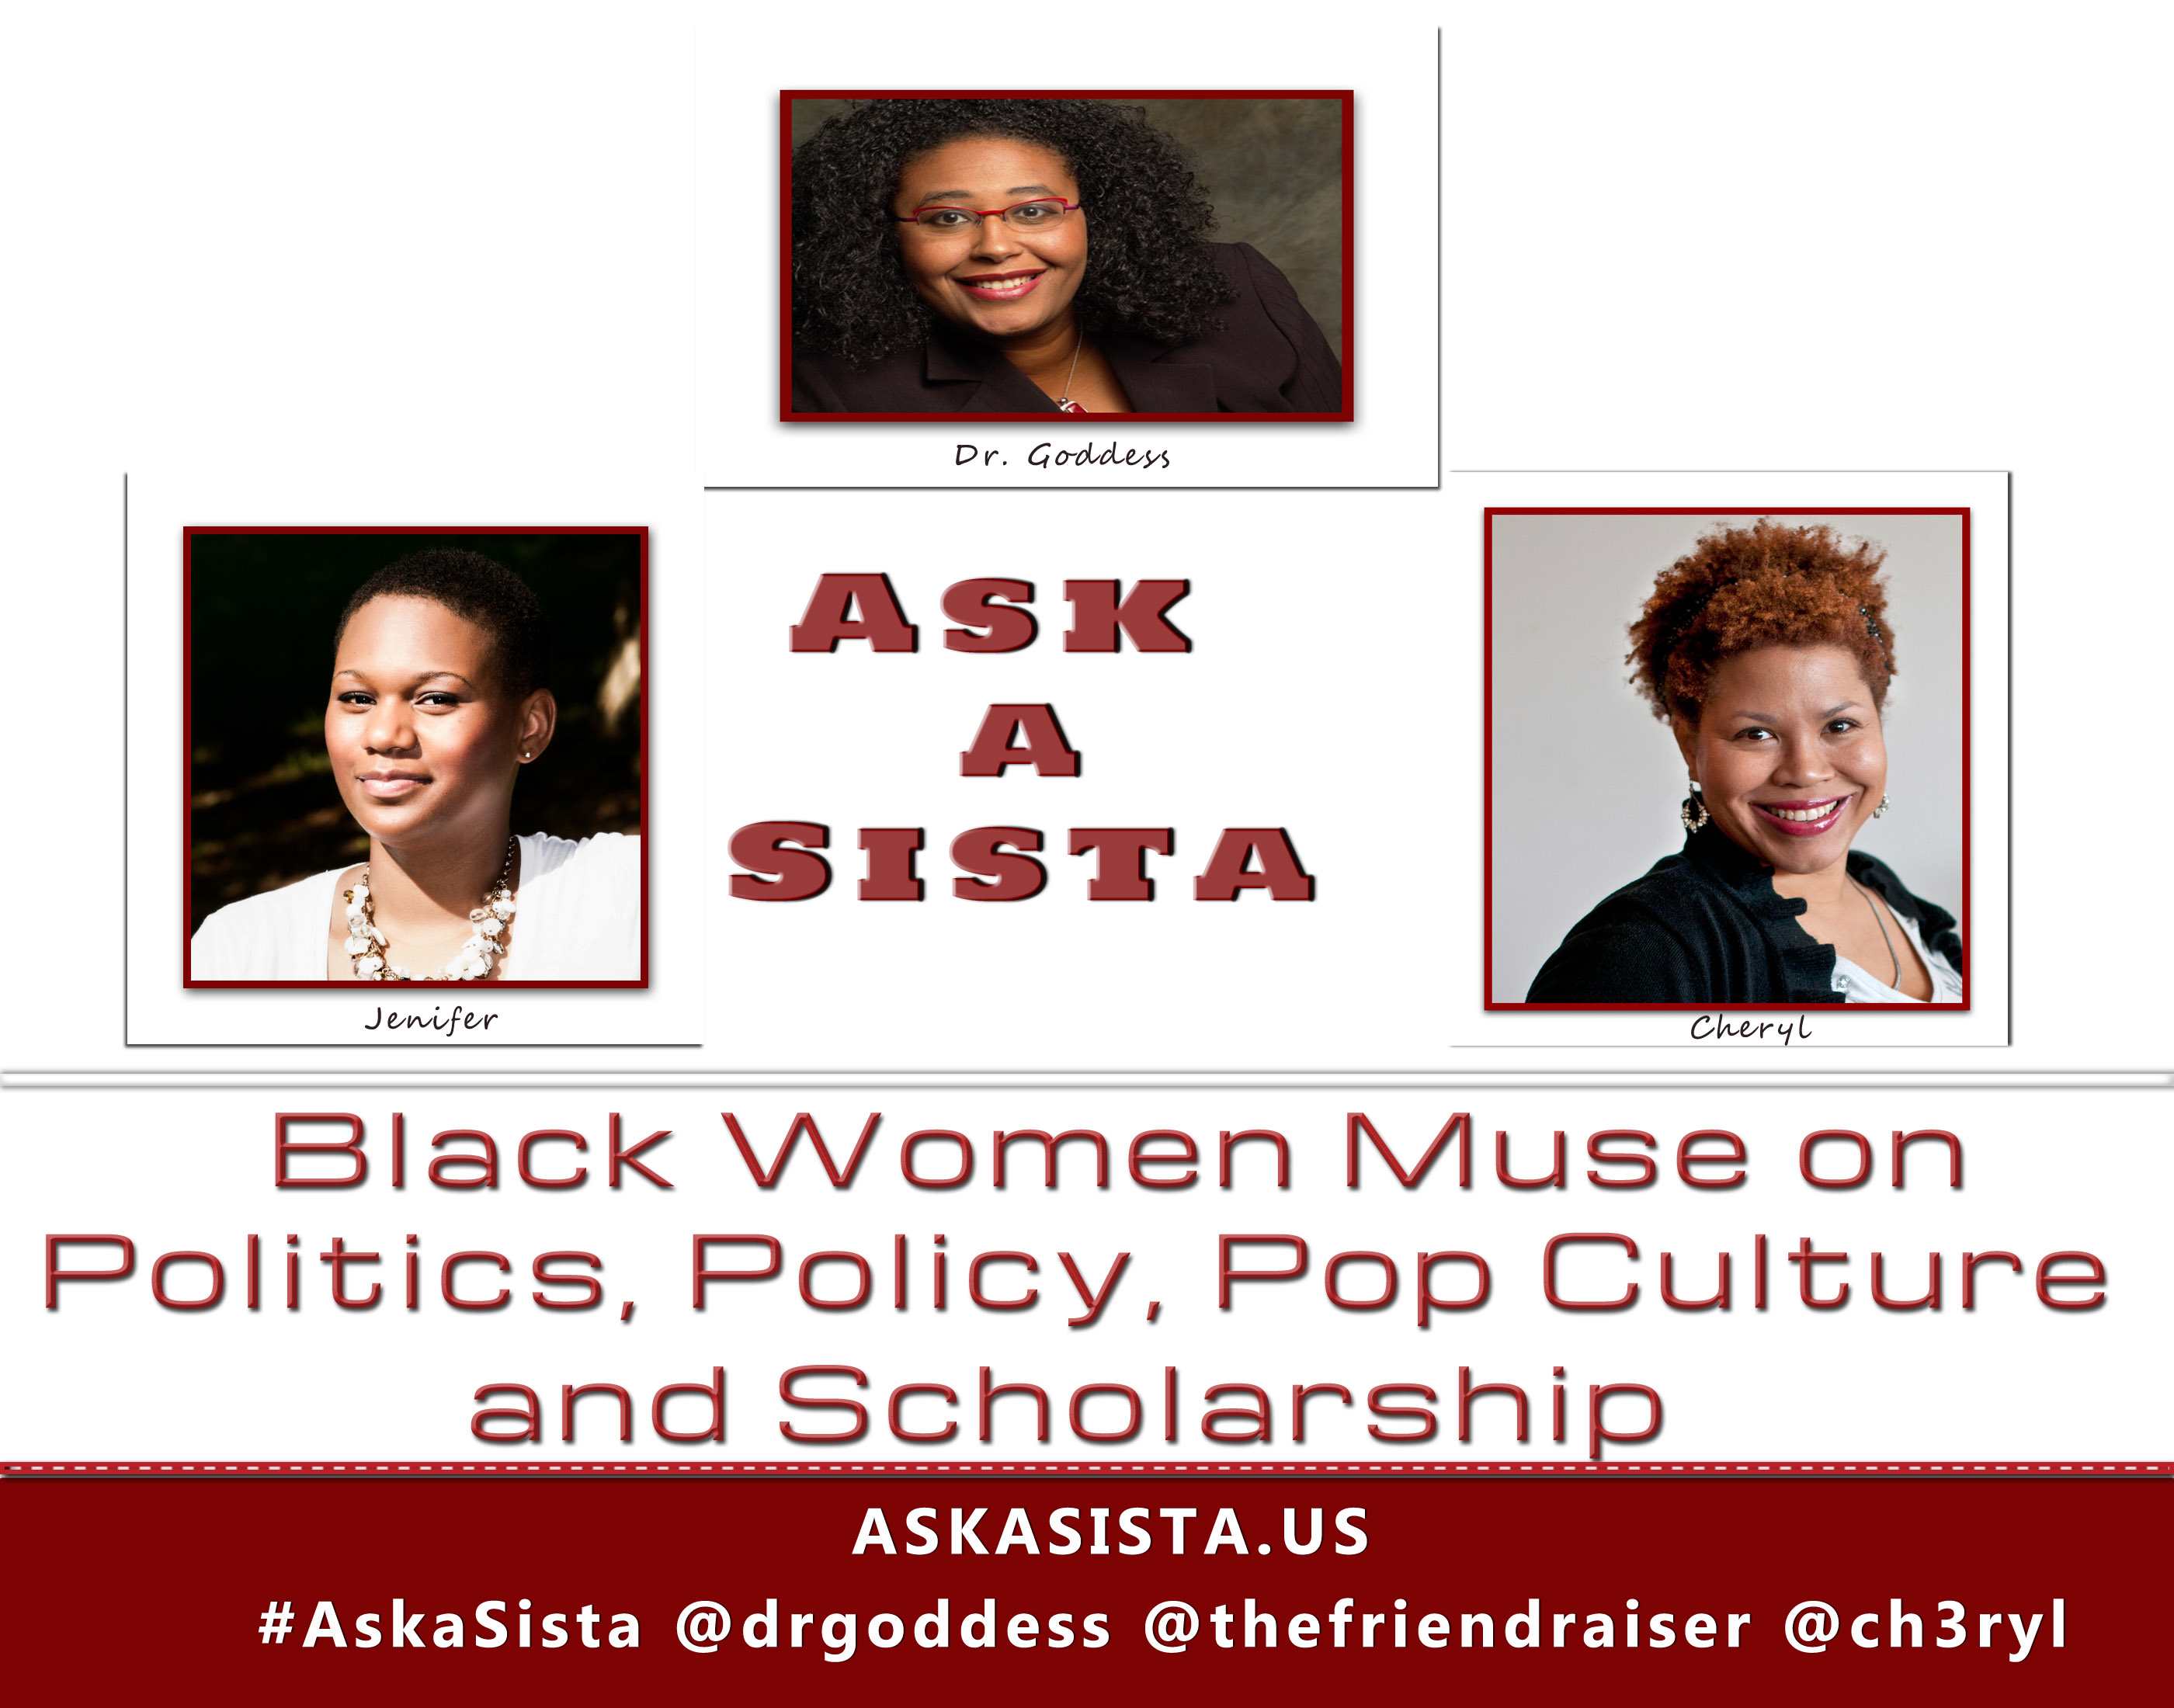 Dr. Goddess
Ask
A
Sista
Jenifer
Cheryl
Black Women Muse on
Politics, Policy, Pop Culture
and Scholarship
ASKASISTA.US
#AskaSista @drgoddess @thefriendraiser @ch3ryl